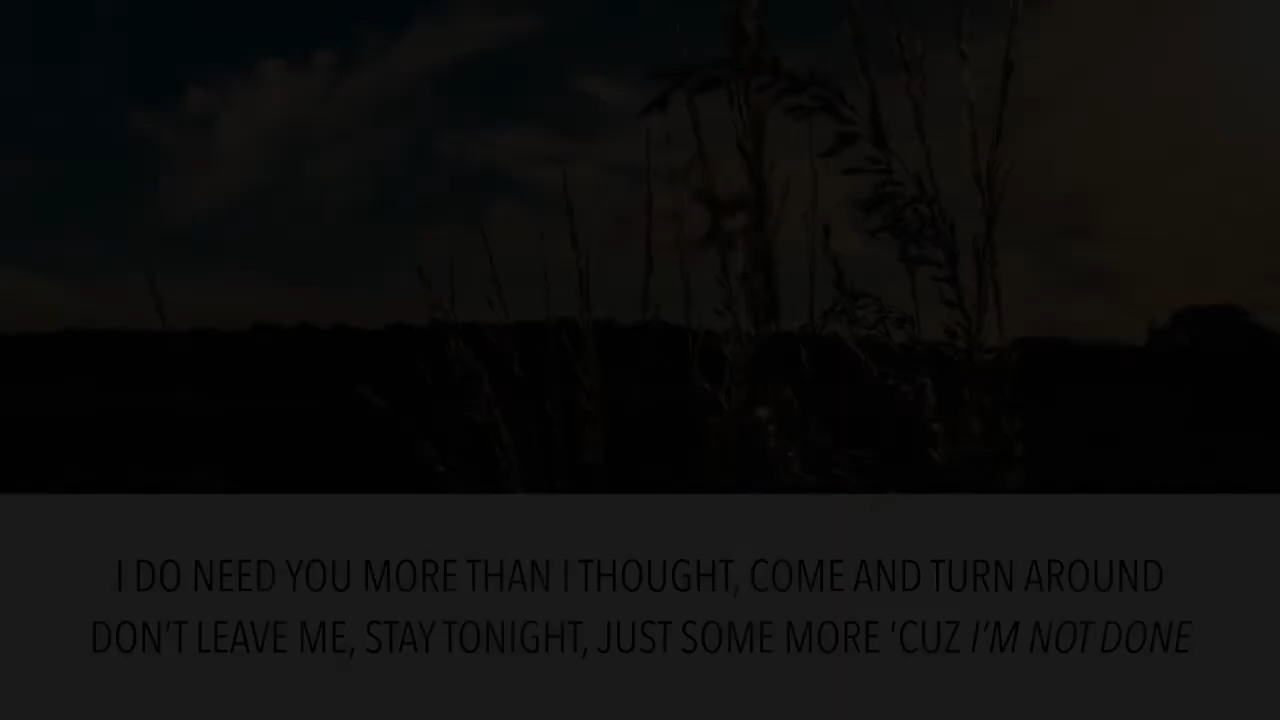 I DO NEED YOU MORE THAN I THOUGHT, COME AND TURN AROUND
DON'T LEAVE ME, STAY TONIGHT, JUST SOME MORE ‘CUZ I'M NOT DONE